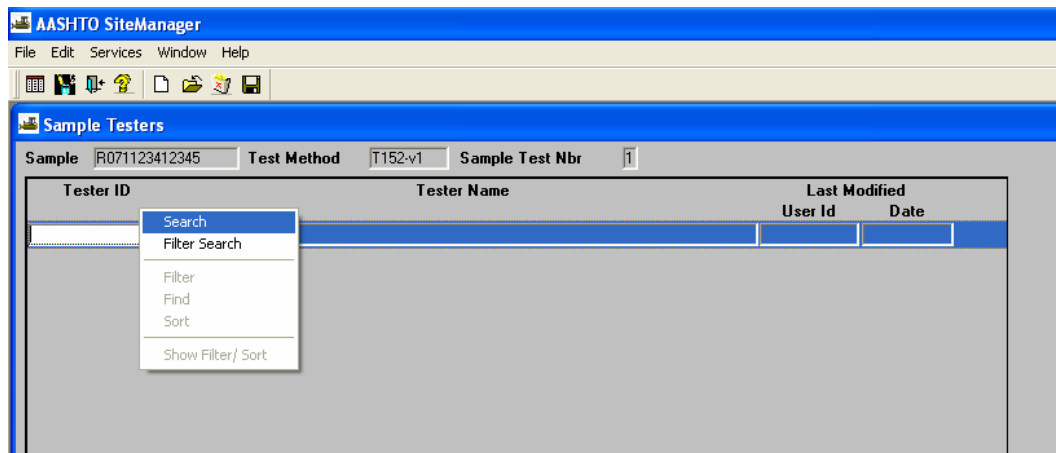 AASHTO SiteManager
File Edit Services Window Help
Sample Testers
Sample R071123412345 Test Method T152-v1 Sample Test Nbr 1
Tester ID Tester Name Last Modified
User Id Date
Search
Filter Search
Filter
Find
Sort
Show Filter/ Sort